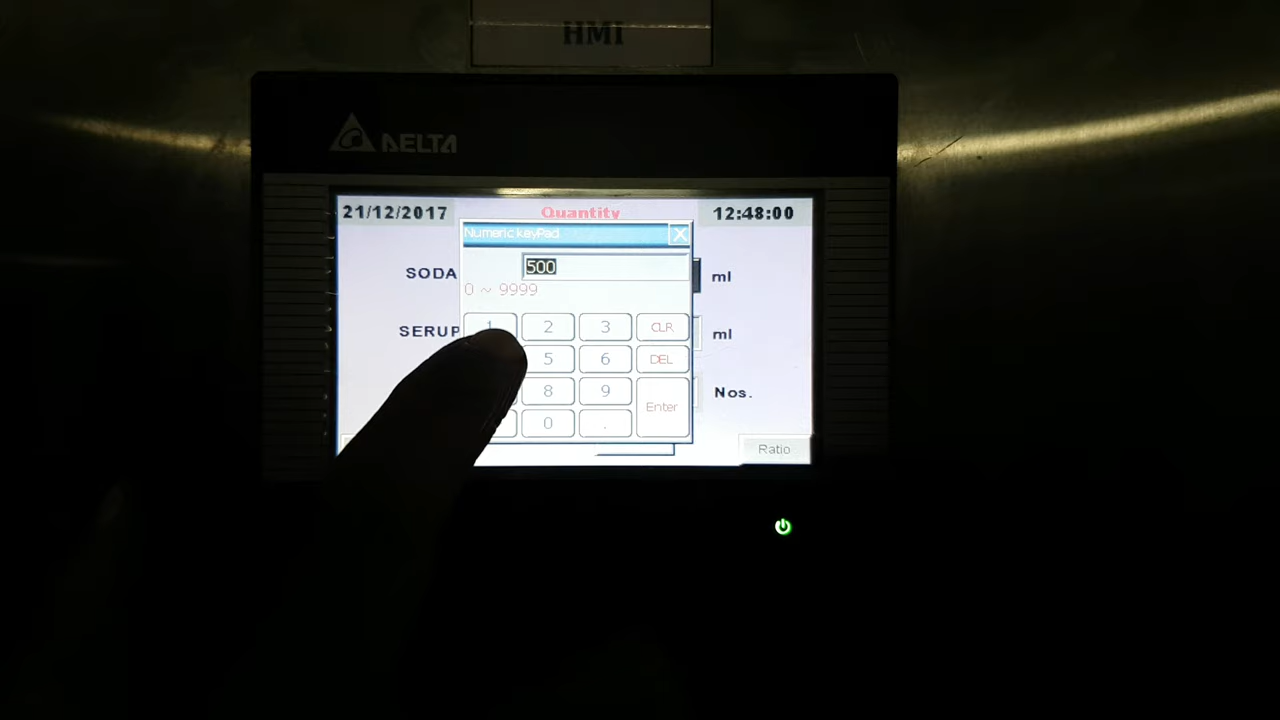 HMI
DELTA
21/12/2017 Quantity 12:48:00
Numeric keyPad X
SODA 500 ml
0 ~ 9999
1 2 3 CLR
SERUP ml
5 6 DEL
8 9 Enter
Nos.
0 .
Ratio